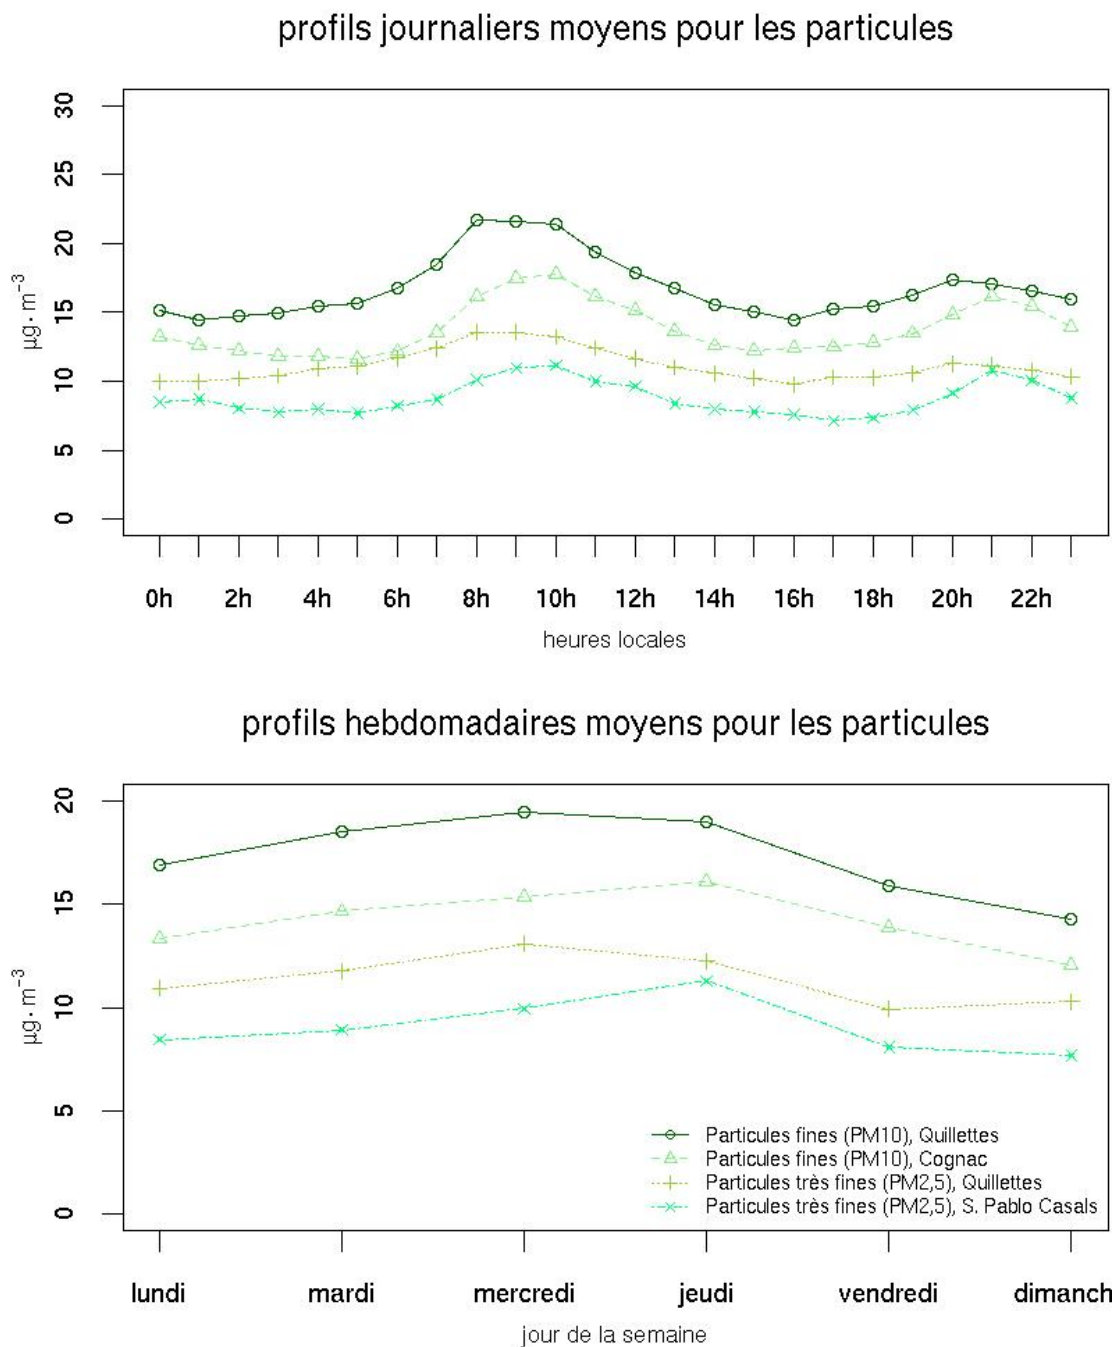 profils journaliers moyens pour les particules
30
25
20
15
10
5
0
µg·m⁻³
0h 2h 4h 6h 8h 10h 12h 14h 16h 18h 20h 22h
heures locales
profils hebdomadaires moyens pour les particules
20
15
10
5
0
µg·m⁻³
Particules fines (PM10), Quillettes
Particules fines (PM10), Cognac
Particules très fines (PM2,5), Quillettes
Particules très fines (PM2,5), S. Pablo Casals
lundi mardi mercredi jeudi vendredi dimanch
jour de la semaine